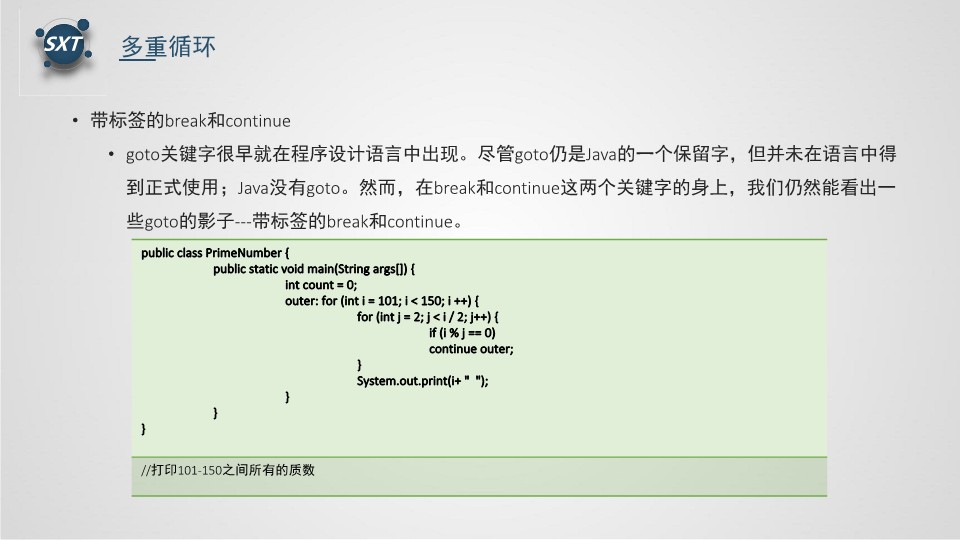 SXT
多重循环
• 带标签的break和continue
• goto关键字很早就在程序设计语言中出现。尽管goto仍是Java的一个保留字，但并未在语言中得
到正式使用；Java没有goto。然而，在break和continue这两个关键字的身上，我们仍然能看出一
些goto的影子---带标签的break和continue。
public class PrimeNumber {
public static void main(String args[]) {
int count = 0;
outer: for (int i = 101; i < 150; i ++) {
for (int j = 2; j < i / 2; j++) {
if (i % j == 0)
continue outer;
}
System.out.print(i+ "  ");
}
}
}
//打印101-150之间所有的质数